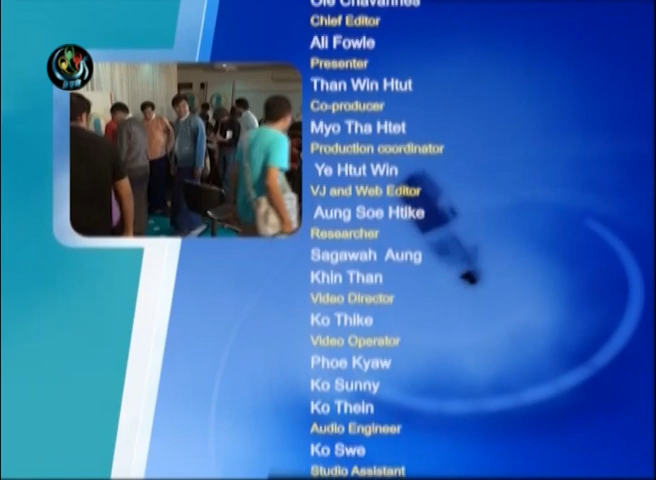 Ole Chavannes
Chief Editor
Ali Fowle
Presenter
Than Win Htut
Co-producer
Myo Tha Htet
Production coordinator
Ye Htut Win
VJ and Web Editor
Aung Soe Htike
Researcher
Sagawah Aung
Khin Than
Video Director
Ko Thike
Video Operator
Phoe Kyaw
Ko Sunny
Ko Thein
Audio Engineer
Ko Swe
Studio Assistant